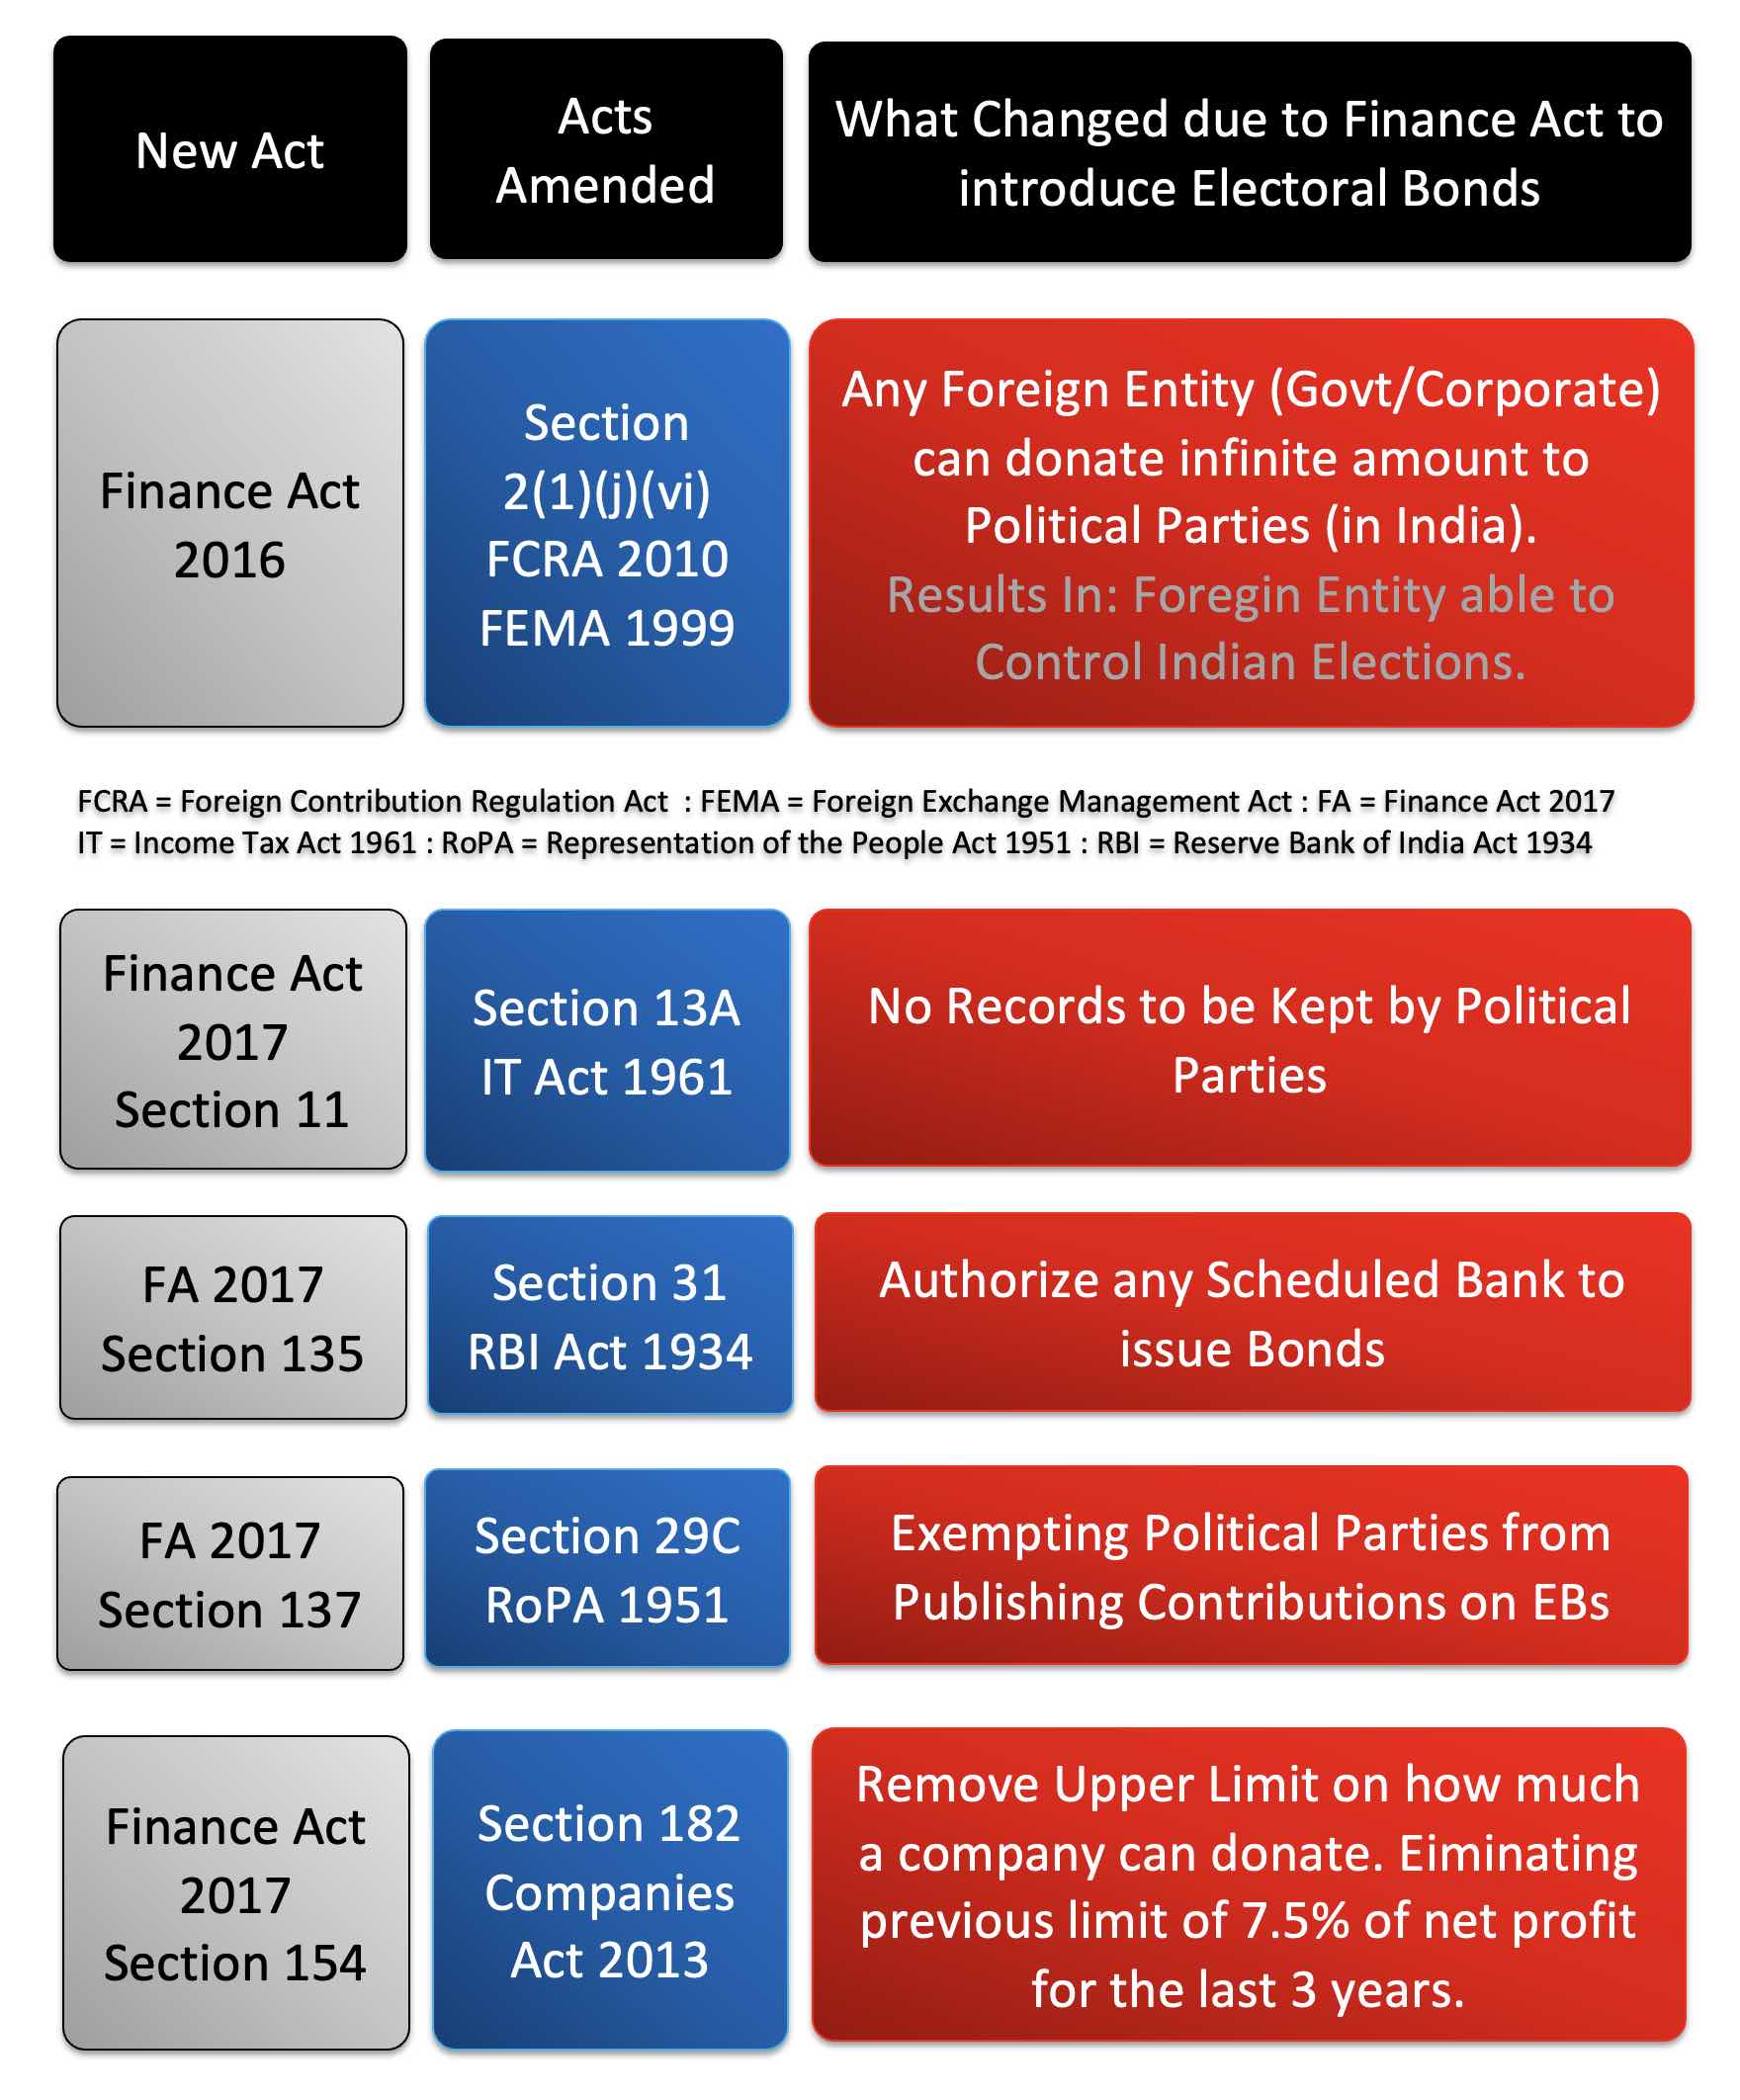 New Act
Acts
Amended
What Changed due to Finance Act to
introduce Electoral Bonds
Finance Act
2016
Section
2(1)(j)(vi)
FCRA 2010
FEMA 1999
Any Foreign Entity (Govt/Corporate)
can donate infinite amount to
Political Parties (in India).
Results In: Foregin Entity able to
Control Indian Elections.
FCRA = Foreign Contribution Regulation Act : FEMA = Foreign Exchange Management Act : FA = Finance Act 2017
IT = Income Tax Act 1961 : RoPA = Representation of the People Act 1951 : RBI = Reserve Bank of India Act 1934
Finance Act
2017
Section 11
Section 13A
IT Act 1961
No Records to be Kept by Political
Parties
FA 2017
Section 135
Section 31
RBI Act 1934
Authorize any Scheduled Bank to
issue Bonds
FA 2017
Section 137
Section 29C
RoPA 1951
Exempting Political Parties from
Publishing Contributions on EBs
Finance Act
2017
Section 154
Section 182
Companies
Act 2013
Remove Upper Limit on how much
a company can donate. Eiminating
previous limit of 7.5% of net profit
for the last 3 years.